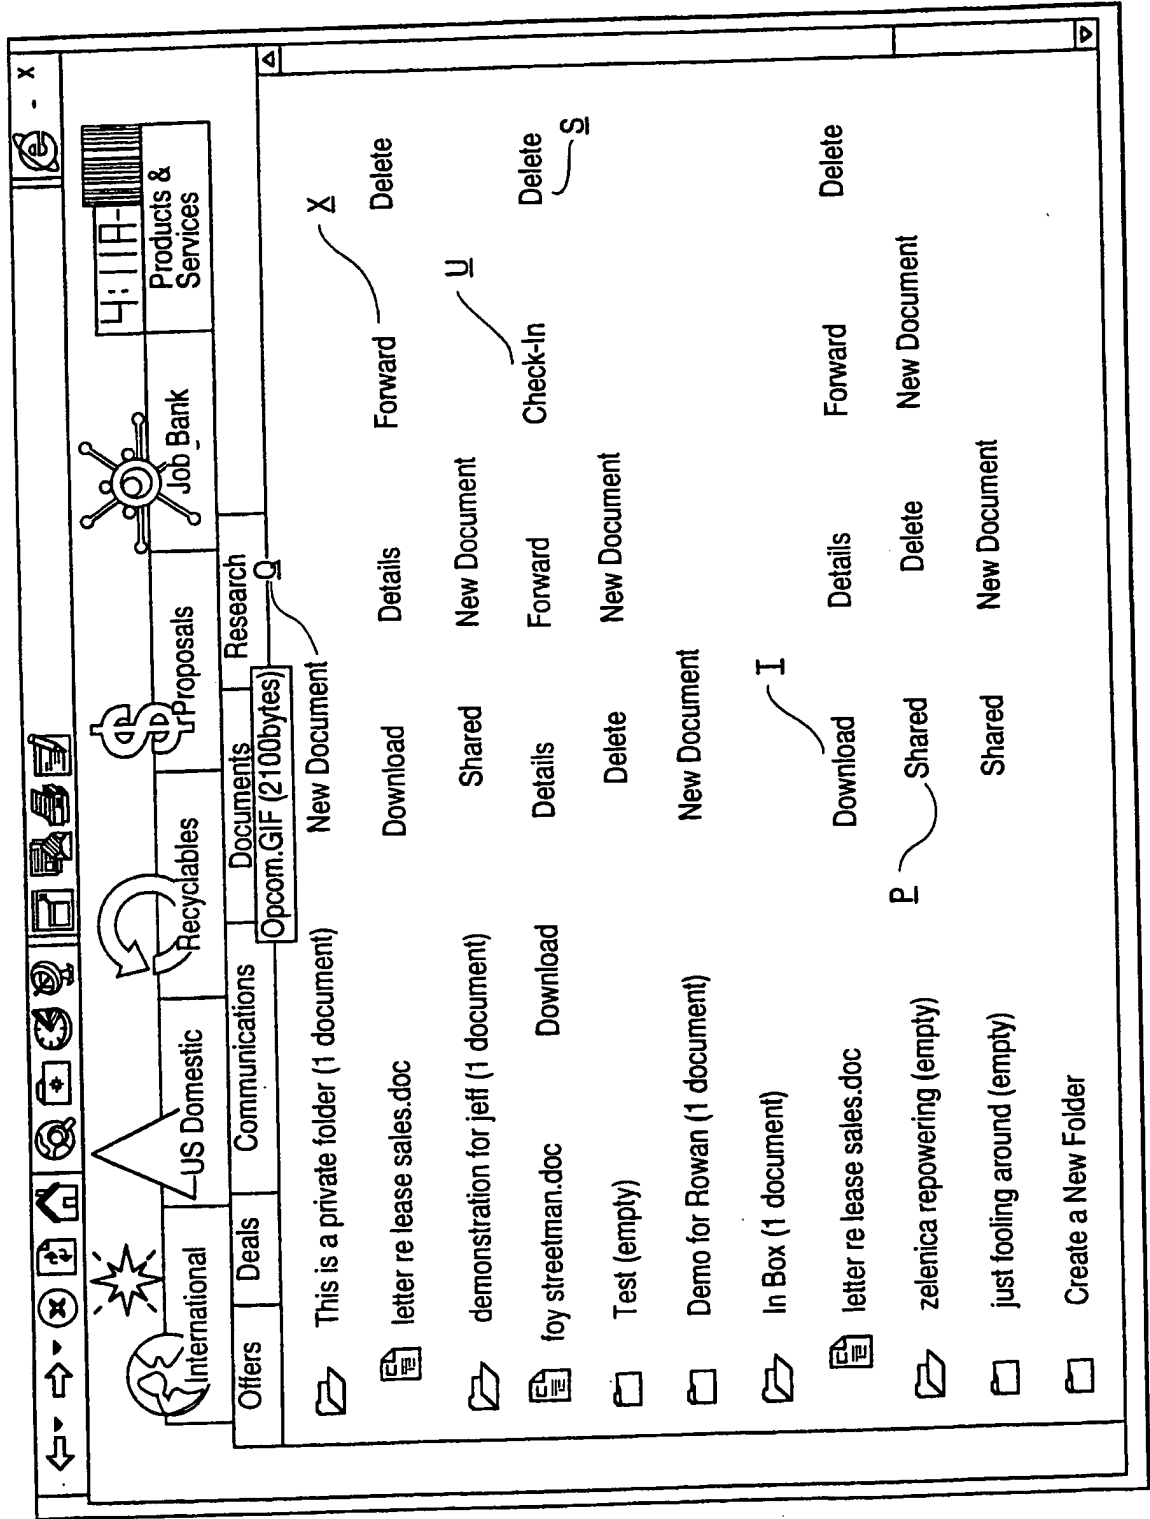 - X
4:11A-
International US Domestic Recyclables Proposals Job Bank Products &
Services
Offers Deals Communications Documents Research
Opcom.GIF (2100bytes)
Q
This is a private folder (1 document) New Document
X
letter re lease sales.doc Download Details Forward Delete
demonstration for jeff (1 document) Shared New Document
U
foy streetman.doc Download Details Forward Check-In Delete
S
Test (empty) Delete New Document
Demo for Rowan (1 document) New Document
In Box (1 document)
I
letter re lease sales.doc Download Details Forward Delete
P
zelenica repowering (empty) Shared Delete New Document
just fooling around (empty) Shared New Document
Create a New Folder